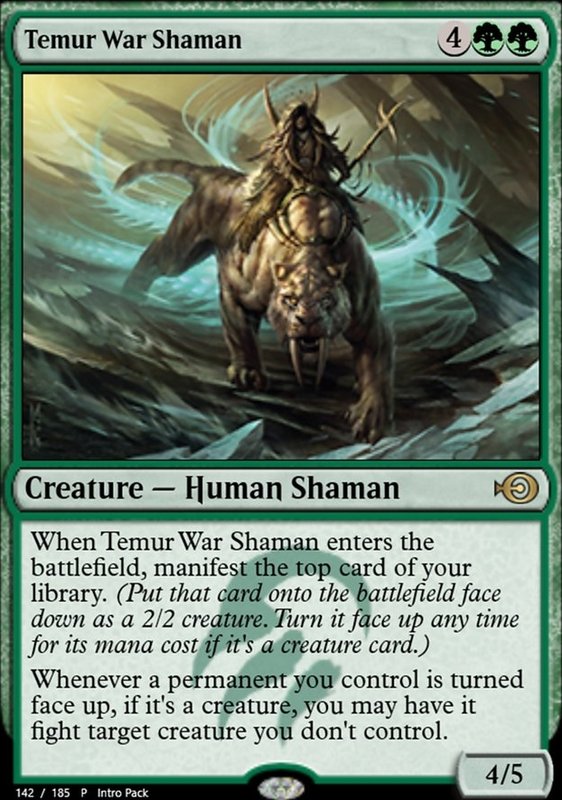 Temur War Shaman 4
Creature — Human Shaman
When Temur War Shaman enters the
battlefield, manifest the top card of your
library. (Put that card onto the battlefield face
down as a 2/2 creature. Turn it face up any time
for its mana cost if it's a creature card.)
Whenever a permanent you control is turned
face up, if it's a creature, you may have it
fight target creature you don't control.
4/5
142 / 185 P Intro Pack